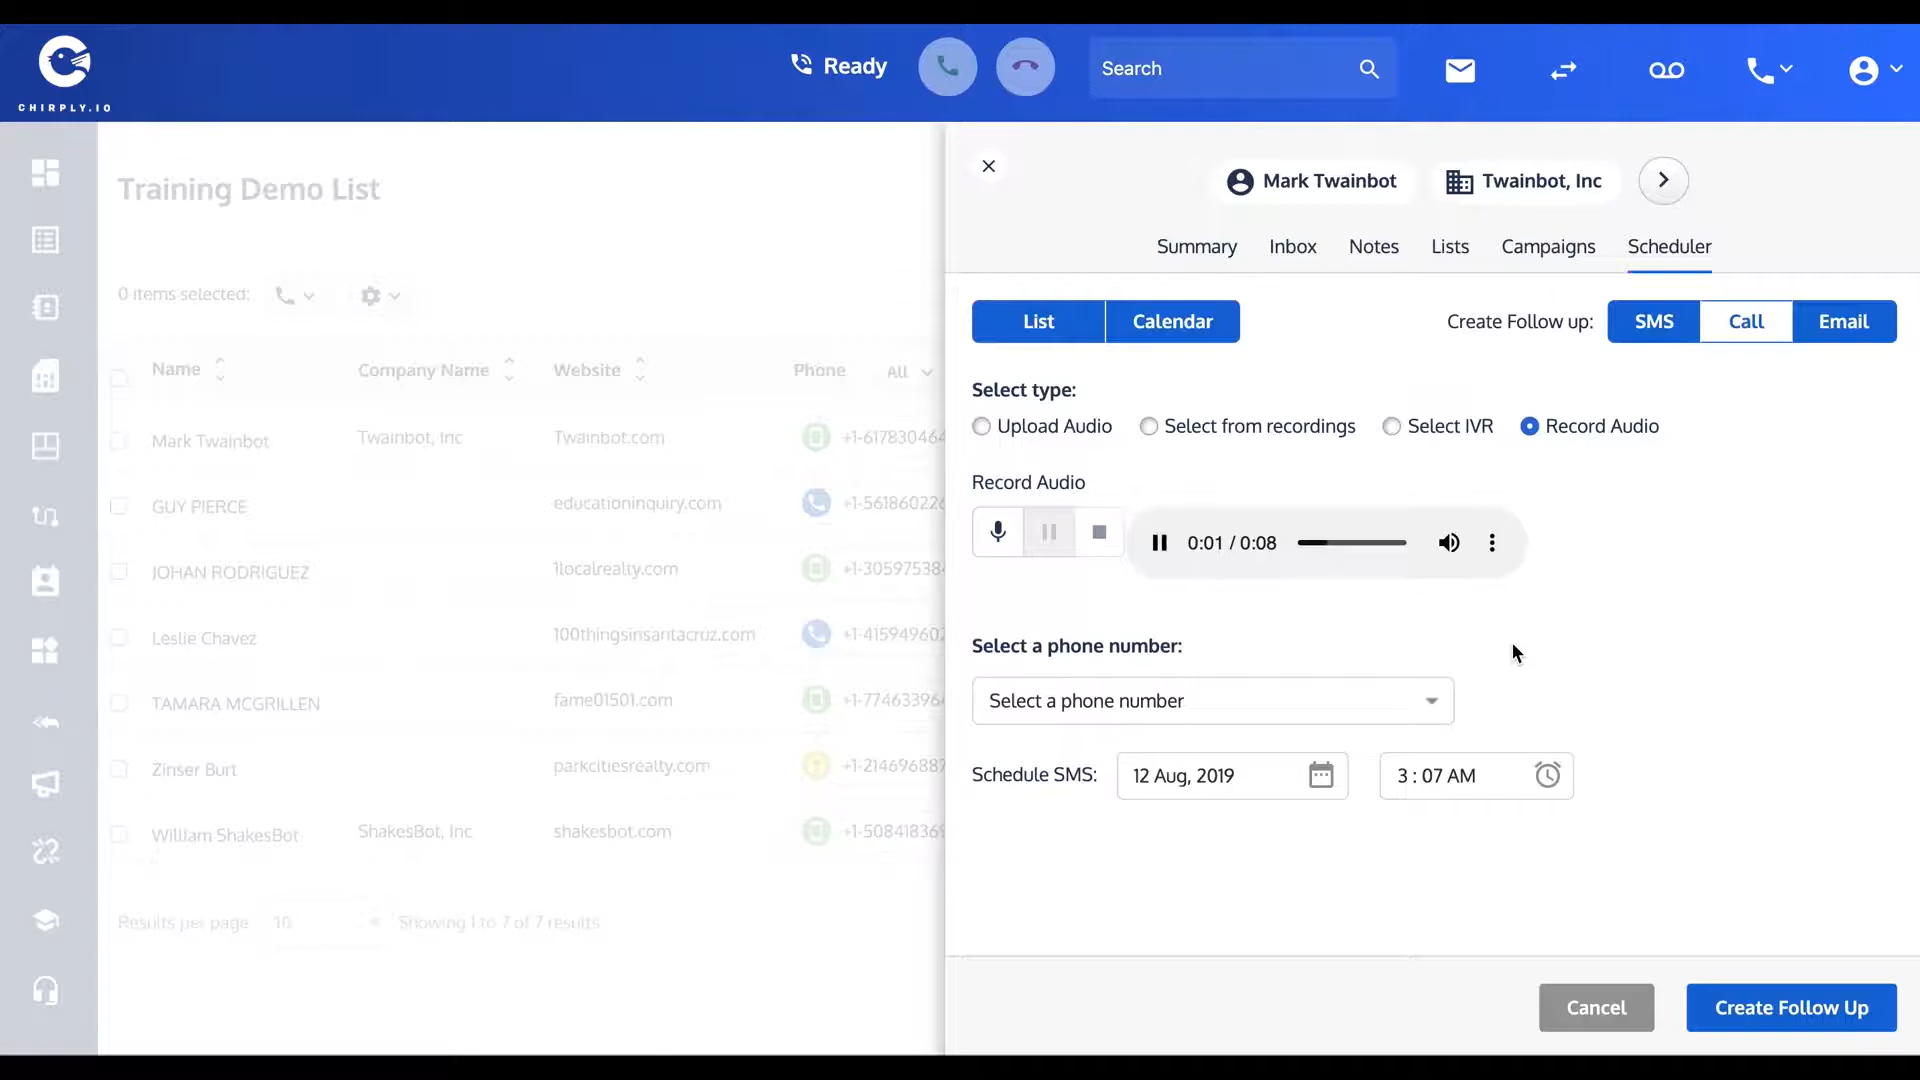 CHIRPLY.IO
Ready
Search
Training Demo List
0 items selected:
Name
Company Name
Website
Phone
All
Mark Twainbot
Twainbot, Inc
Twainbot.com
GUY PIERCE
educationinquiry.com
JOHAN RODRIGUEZ
1localrealty.com
Leslie Chavez
100thingsinsantacruz.com
TAMARA MCGRILLEN
fame01501.com
Zinser Burt
parkcitiesrealty.com
William ShakesBot
ShakesBot, Inc
shakesbot.com
Results per page
10
Showing 1 to 7 of 7 results
Mark Twainbot
Twainbot, Inc
Summary
Inbox
Notes
Lists
Campaigns
Scheduler
List
Calendar
Create Follow up:
SMS
Call
Email
Select type:
Upload Audio
Select from recordings
Select IVR
Record Audio
Record Audio
0:01 / 0:08
Select a phone number:
Select a phone number
Schedule SMS:
12 Aug, 2019
3 : 07 AM
Cancel
Create Follow Up